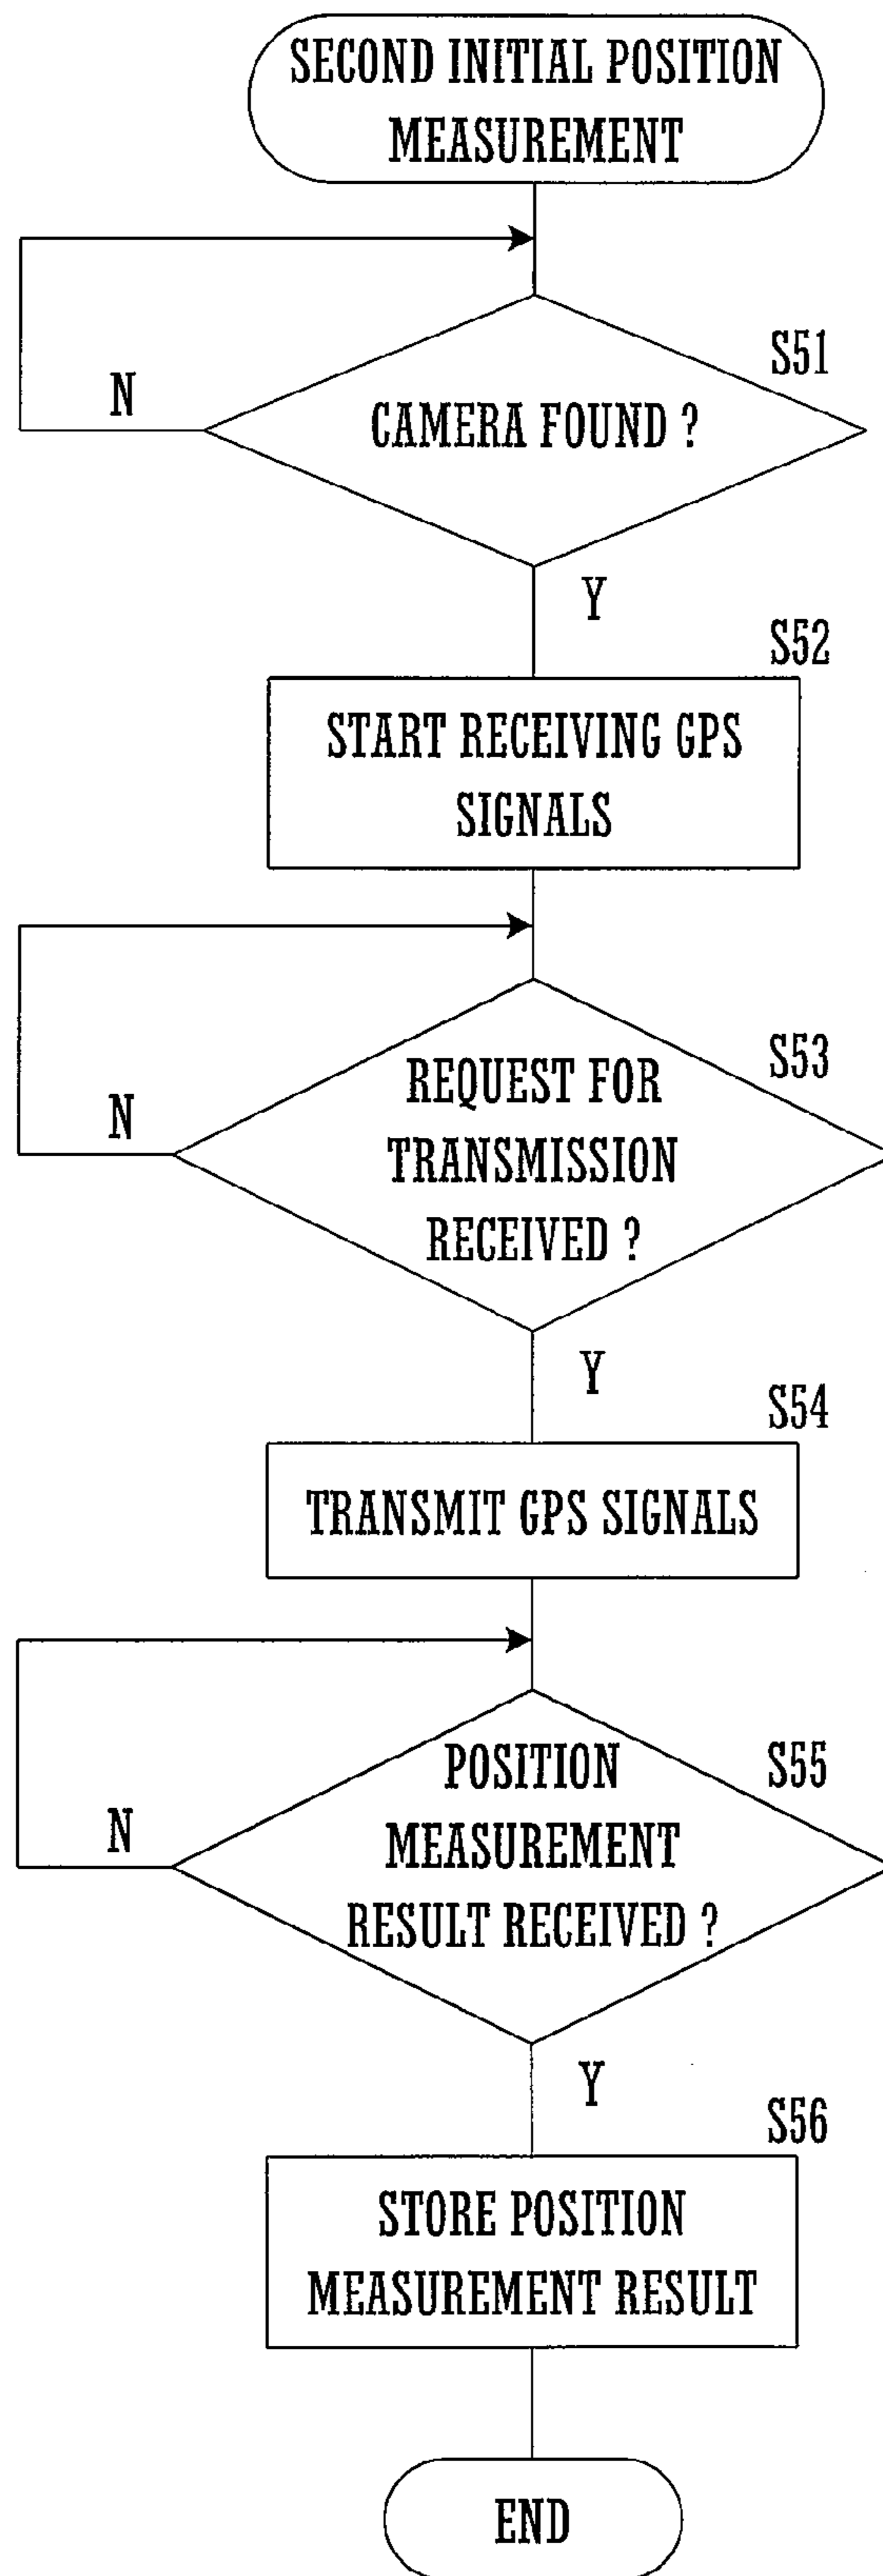 SECOND INITIAL POSITION
MEASUREMENT
S51
N
CAMERA FOUND ?
Y
S52
START RECEIVING GPS
SIGNALS
S53
REQUEST FOR
N
TRANSMISSION
RECEIVED ?
Y
S54
TRANSMIT GPS SIGNALS
S55
POSITION
N
MEASUREMENT
RESULT RECEIVED ?
Y
S56
STORE POSITION
MEASUREMENT RESULT
END